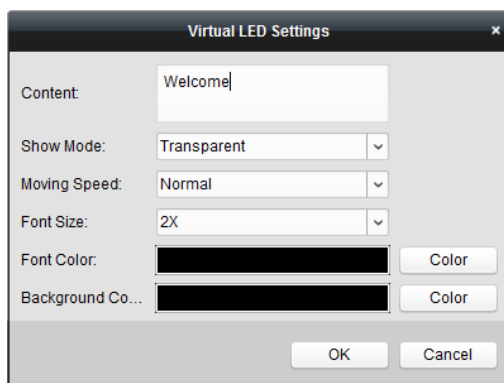 Virtual LED Settings ×
Content: Welcome
Show Mode: Transparent
Moving Speed: Normal
Font Size: 2X
Font Color: Color
Background Co... Color
OK Cancel